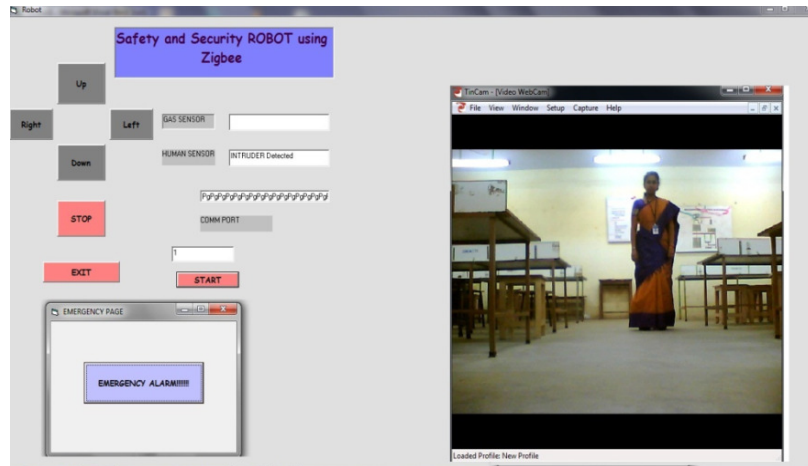 Robot
Safety and Security ROBOT using
Zigbee
Up
Right
Left
GAS SENSOR
Down
HUMAN SENSOR
INTRUDER Detected
STOP
COMM PORT
1
EXIT
START
EMERGENCY PAGE
EMERGENCY ALARM!!!!!!
TinCam - [Video WebCam]
File View Window Setup Capture Help
Loaded Profile: New Profile